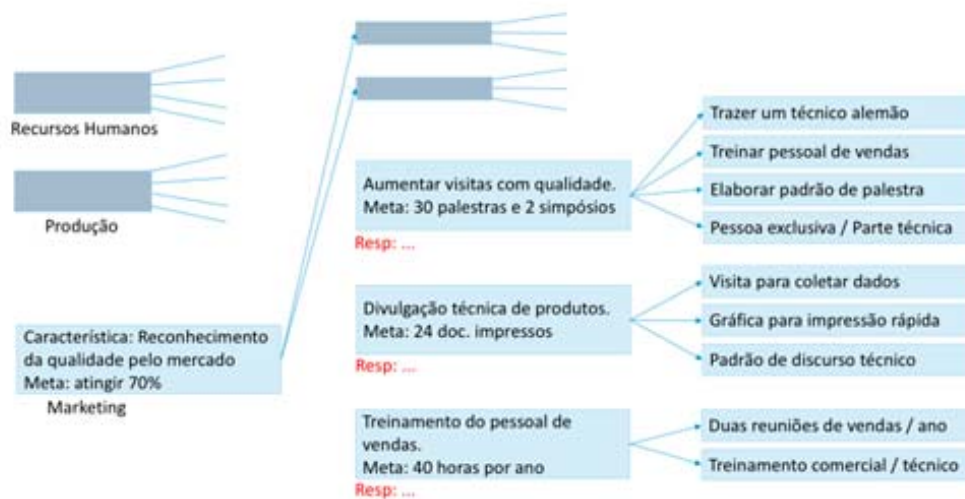 Recursos Humanos
Produção
Característica: Reconhecimento
da qualidade pelo mercado
Meta: atingir 70%
Marketing
Aumentar visitas com qualidade.
Meta: 30 palestras e 2 simpósios
Resp: ...
Divulgação técnica de produtos.
Meta: 24 doc. impressos
Resp: ...
Treinamento do pessoal de
vendas.
Meta: 40 horas por ano
Resp: ...
Trazer um técnico alemão
Treinar pessoal de vendas
Elaborar padrão de palestra
Pessoa exclusiva / Parte técnica
Visita para coletar dados
Gráfica para impressão rápida
Padrão de discurso técnico
Duas reuniões de vendas / ano
Treinamento comercial / técnico